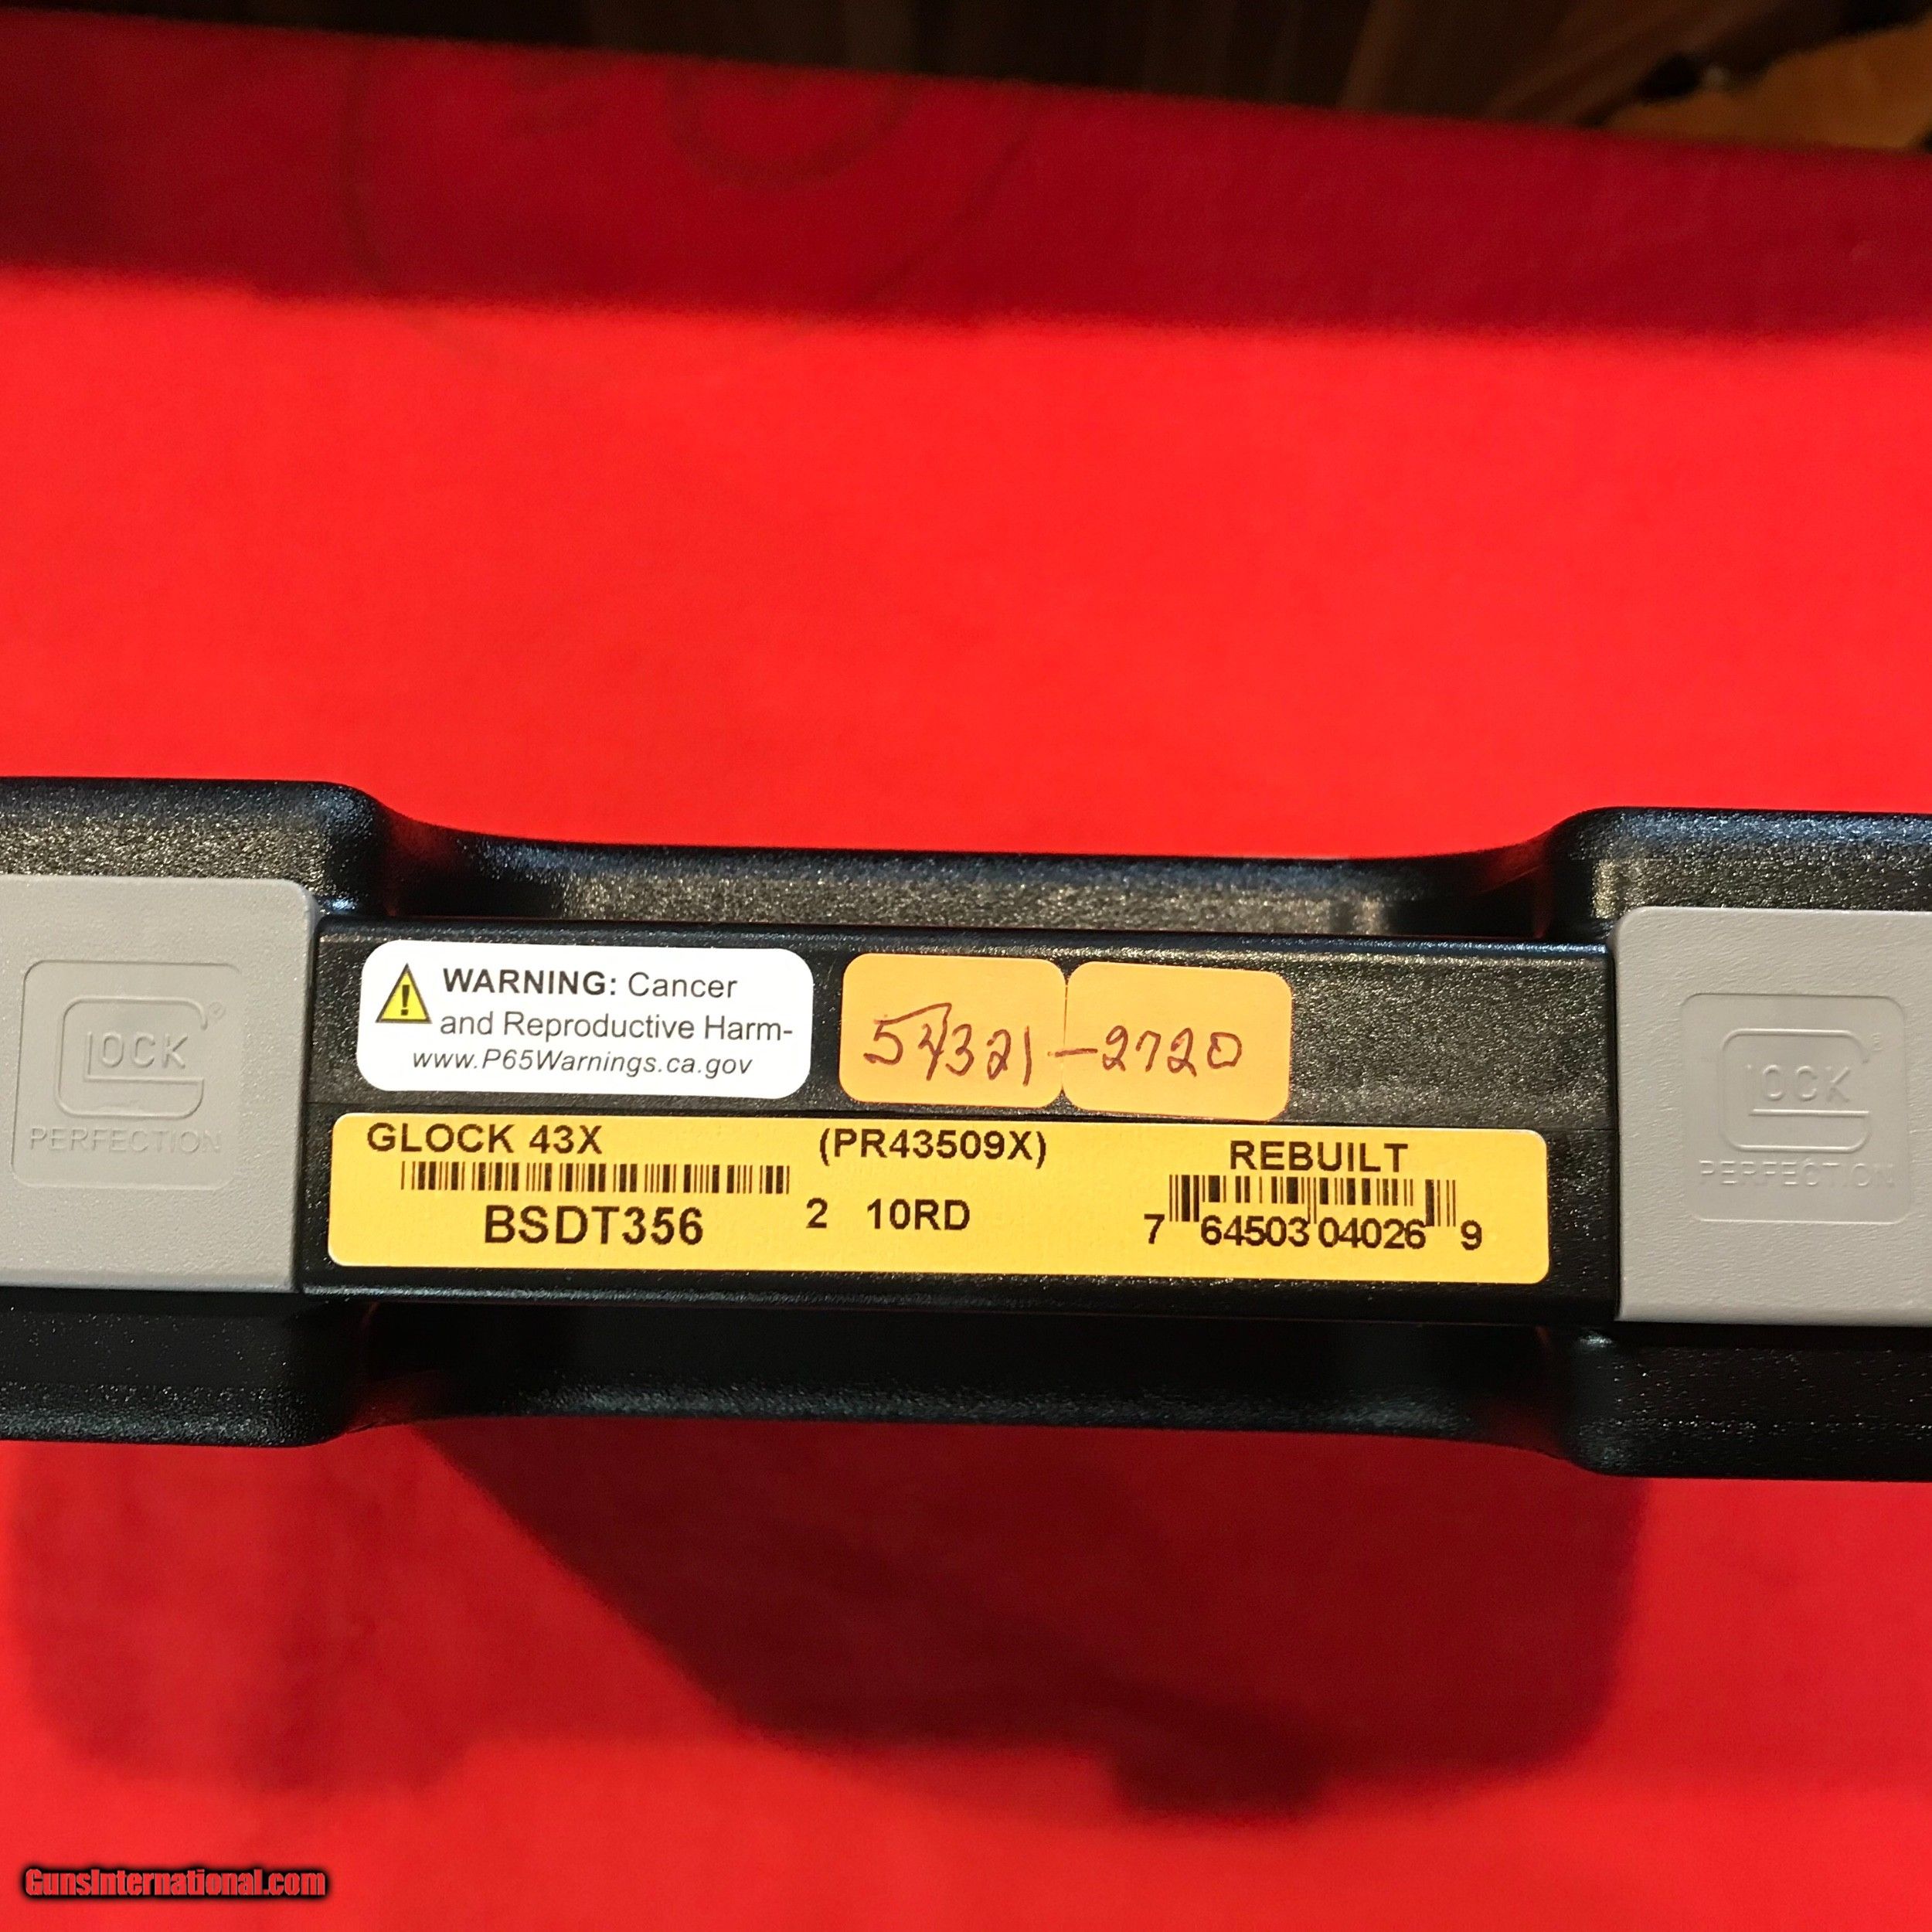 WARNING: Cancer
and Reproductive Harm-
www.P65Warnings.ca.gov
54321-2720
GLOCK 43X (PR43509X) REBUILT
BSDT356 2 10RD 7 64503 04026 9
GLOCK
PERFECTION
GLOCK
PERFECTION
GunsInternational.com